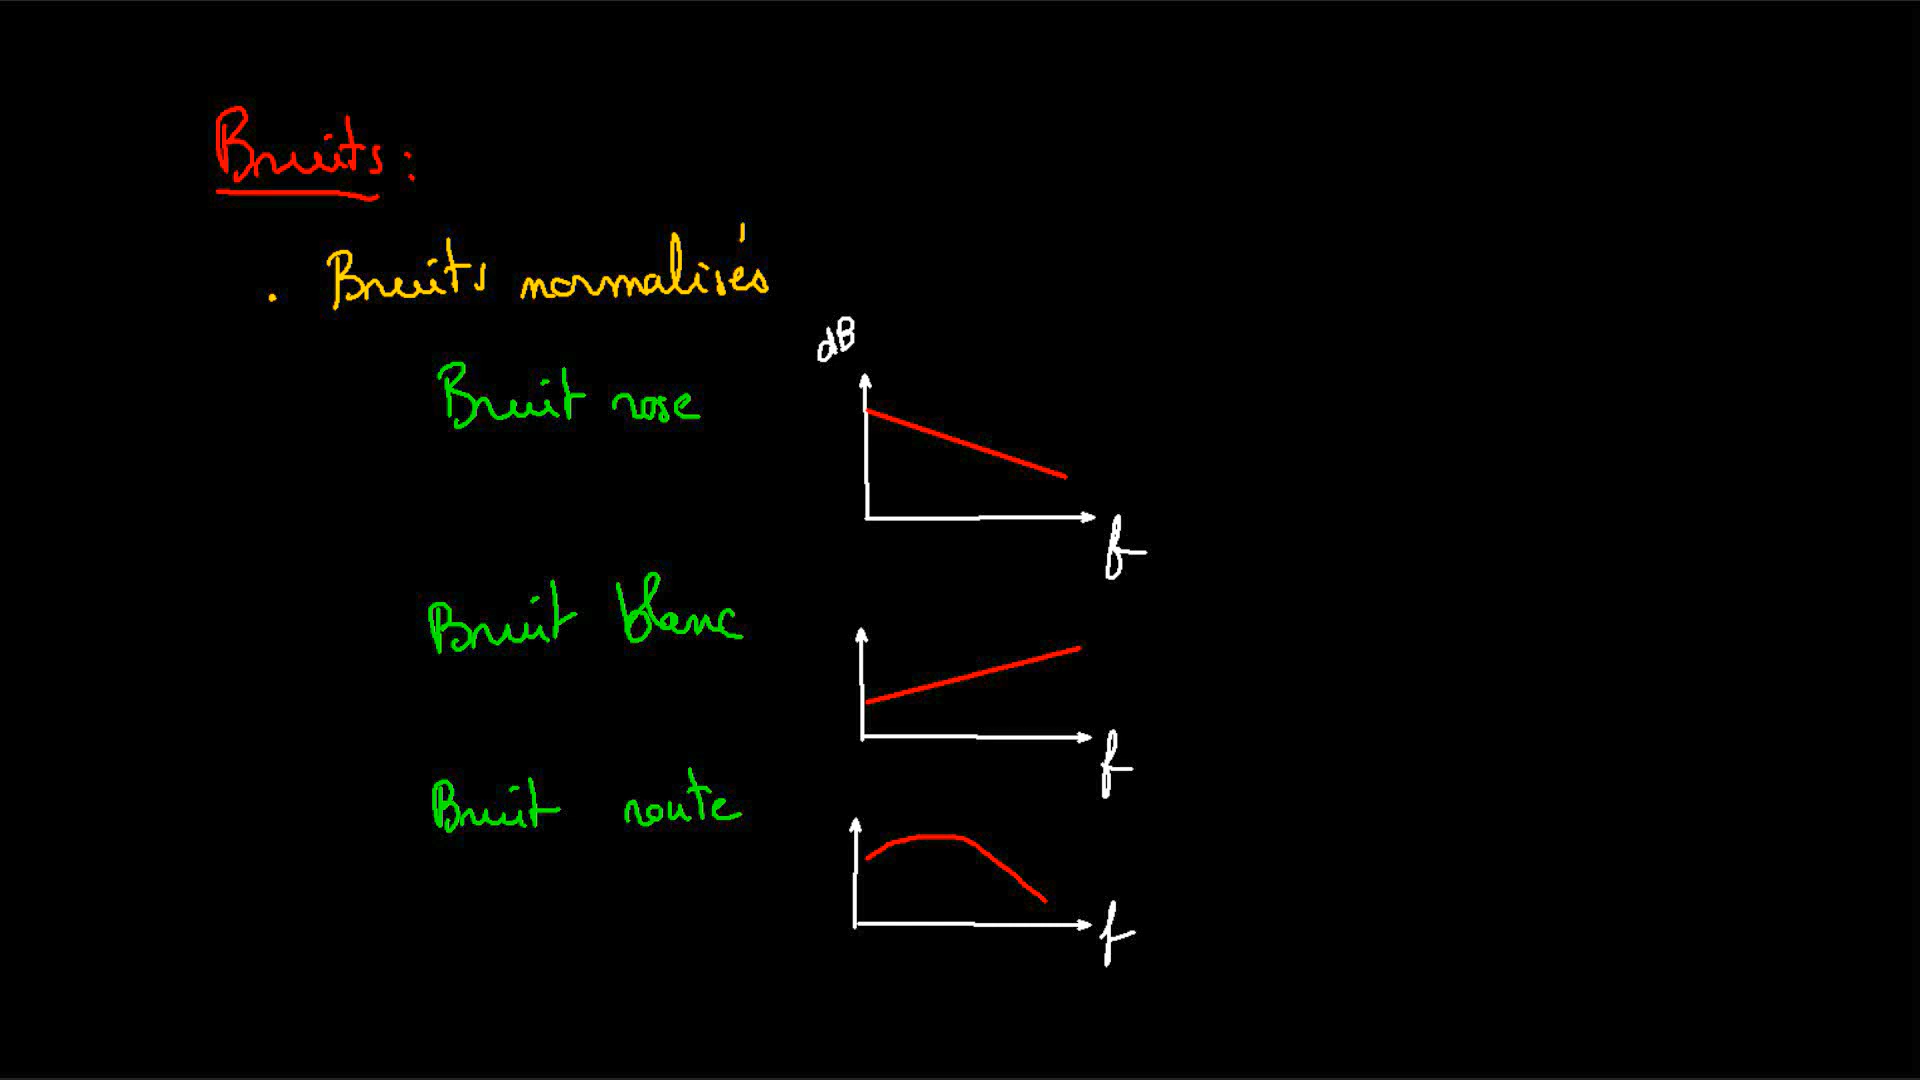 Bruits :
. Bruits normalisés
dB
Bruit rose
f
Bruit blanc
f
Bruit route
f